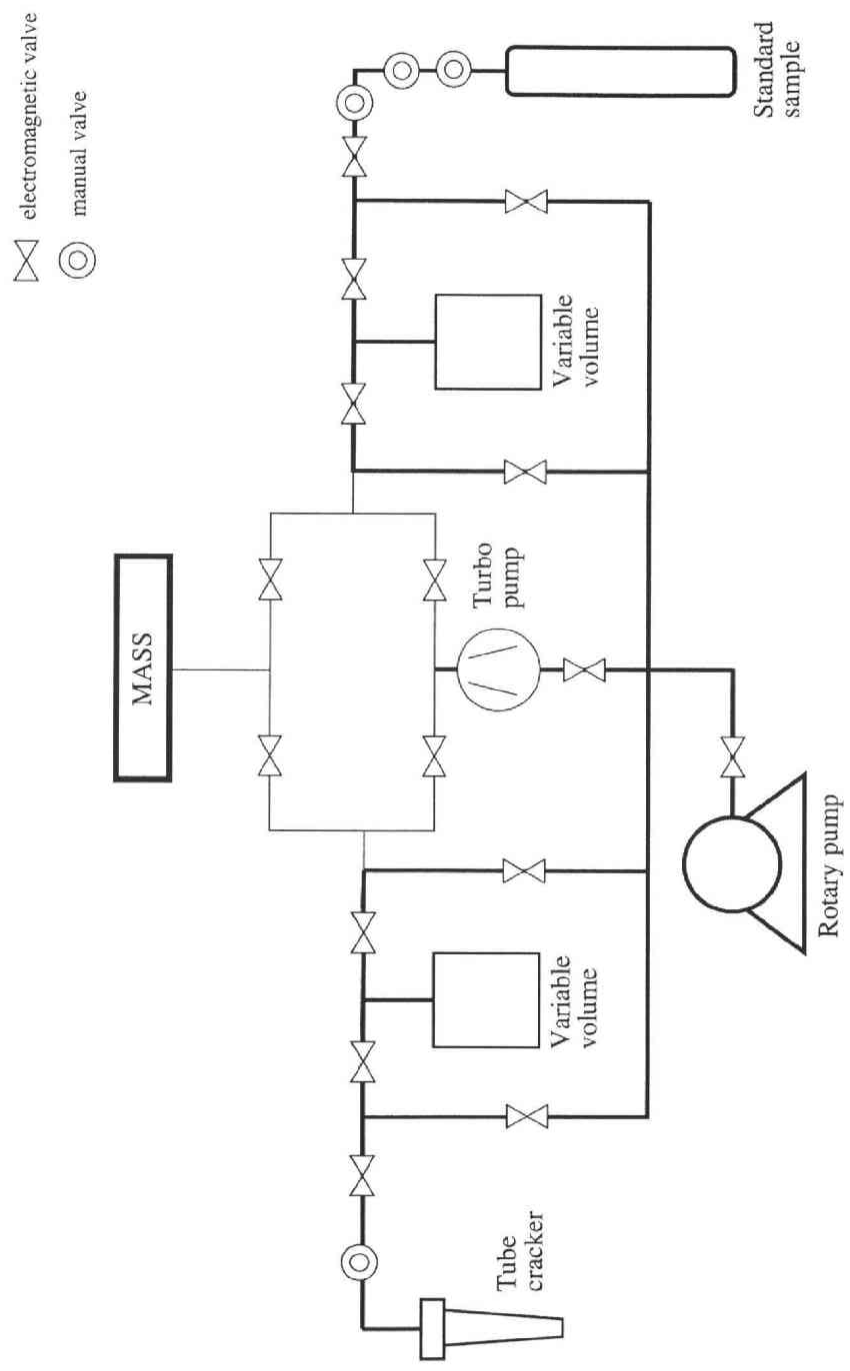 electromagnetic valve
manual valve
MASS
Standard
sample
Variable
volume
Turbo
pump
Variable
volume
Rotary pump
Tube
cracker